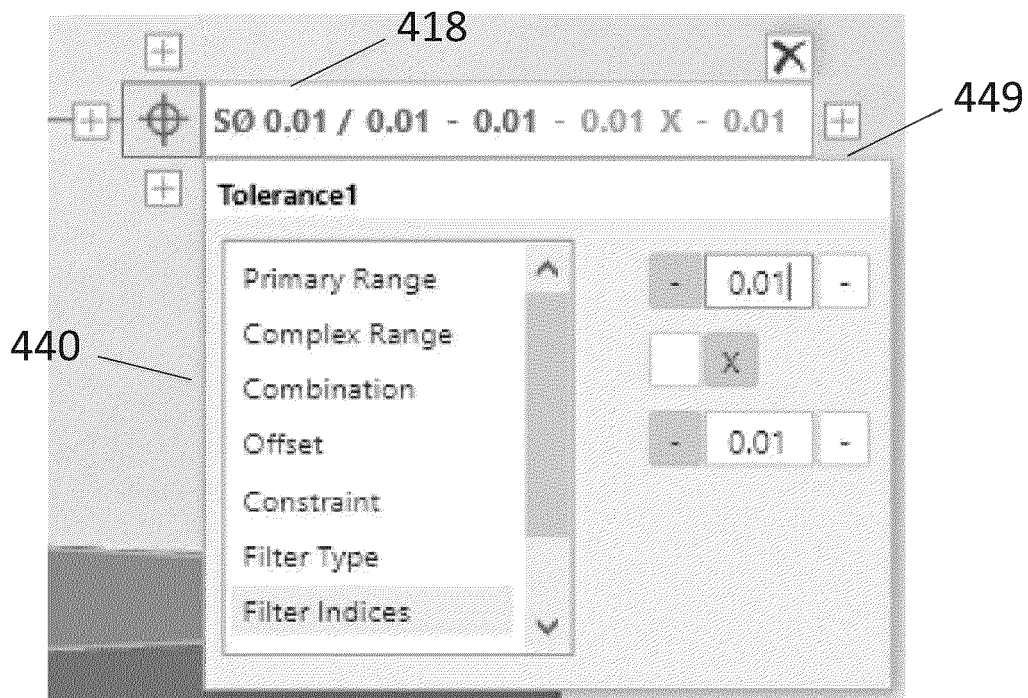 418
SØ 0.01 / 0.01 - 0.01 - 0.01 X - 0.01
449
Tolerance1
Primary Range
- 0.01 -
Complex Range
X
440
Combination
Offset
- 0.01 -
Constraint
Filter Type
Filter Indices